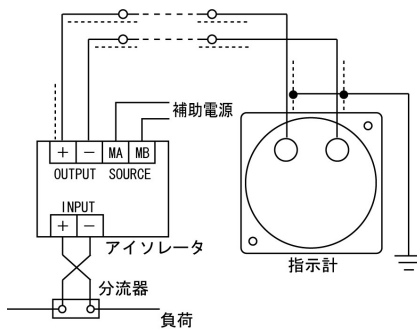 補助電源
+ − MA MB
OUTPUT SOURCE
INPUT
+ −
アイソレータ
指示計
分流器
負荷